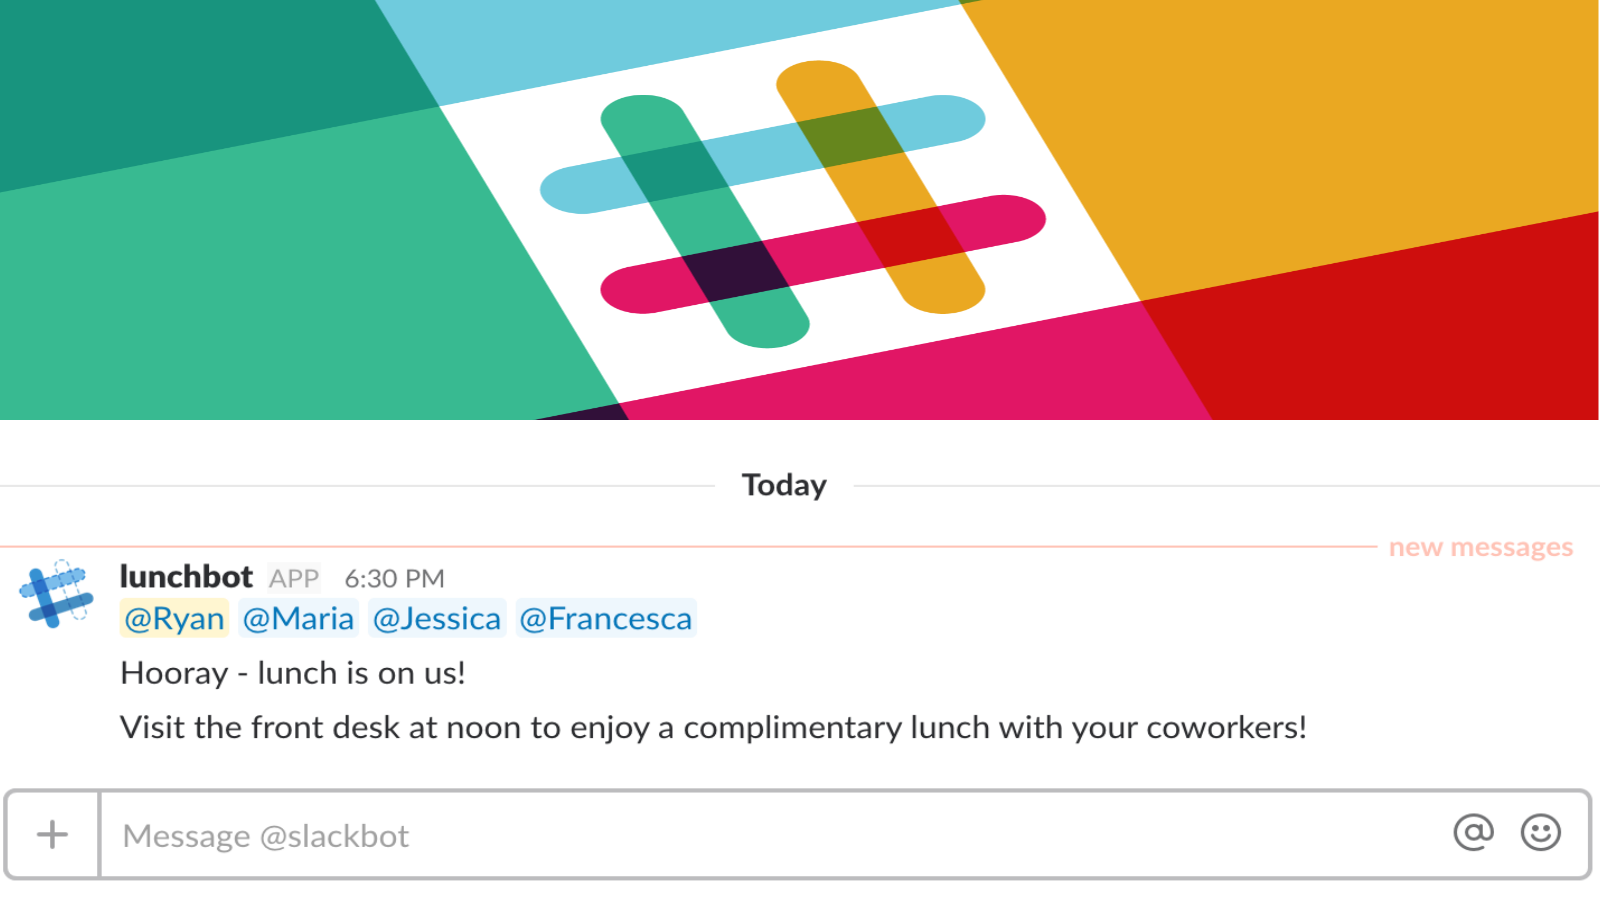 Today
new messages
lunchbot APP 6:30 PM
@Ryan @Maria @Jessica @Francesca
Hooray - lunch is on us!
Visit the front desk at noon to enjoy a complimentary lunch with your coworkers!
Message @slackbot